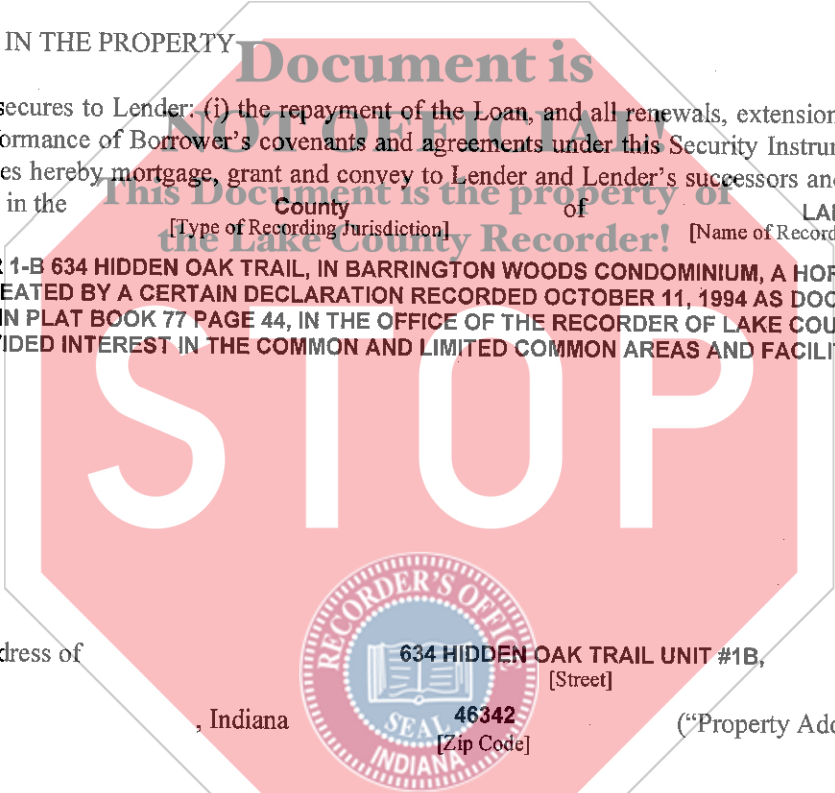 IN THE PROPERTY
Document is
secures to Lender: (i) the repayment of the Loan, and all renewals, extension
NOT OFFICIAL!
ormance of Borrower's covenants and agreements under this Security Instrum
es hereby mortgage, grant and convey to Lender and Lender's successors and
This Document is the property of
in the County of LAK
[Type of Recording Jurisdiction] [Name of Record
the Lake County Recorder!
1-B 634 HIDDEN OAK TRAIL, IN BARRINGTON WOODS CONDOMINIUM, A HOR
EATED BY A CERTAIN DECLARATION RECORDED OCTOBER 11, 1994 AS DOC
IN PLAT BOOK 77 PAGE 44, IN THE OFFICE OF THE RECORDER OF LAKE COU
IDED INTEREST IN THE COMMON AND LIMITED COMMON AREAS AND FACILIT
STOP
RECORDER'S OFFICE
dress of 634 HIDDEN OAK TRAIL UNIT #1B,
[Street]
, Indiana 46342 ("Property Add
[Zip Code]
SEAL
INDIANA